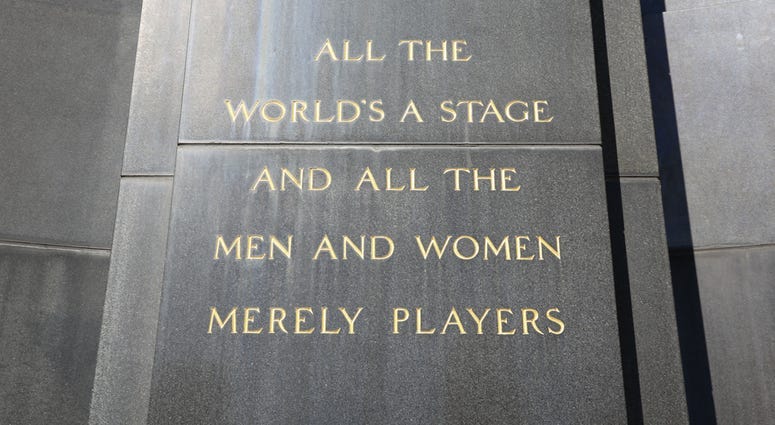 ALL THE
WORLD'S A STAGE
AND ALL THE
MEN AND WOMEN
MERELY PLAYERS